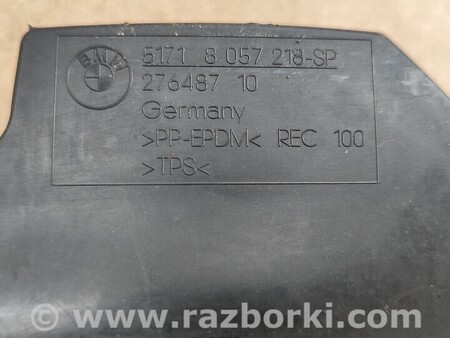 BMW
5171 8 057 218-SP
276487 10
Germany
>PP-EPDM< REC 100
>TPS<
www.razborki.com